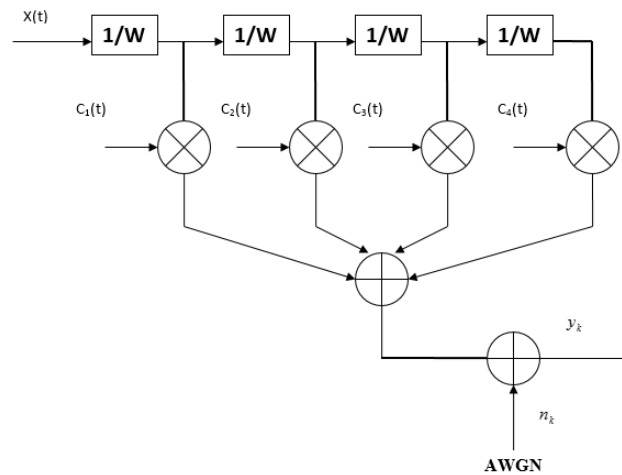 X(t)
1/W 1/W 1/W 1/W
C₁(t) C₂(t) C₃(t) C₄(t)
yₖ
nₖ
AWGN